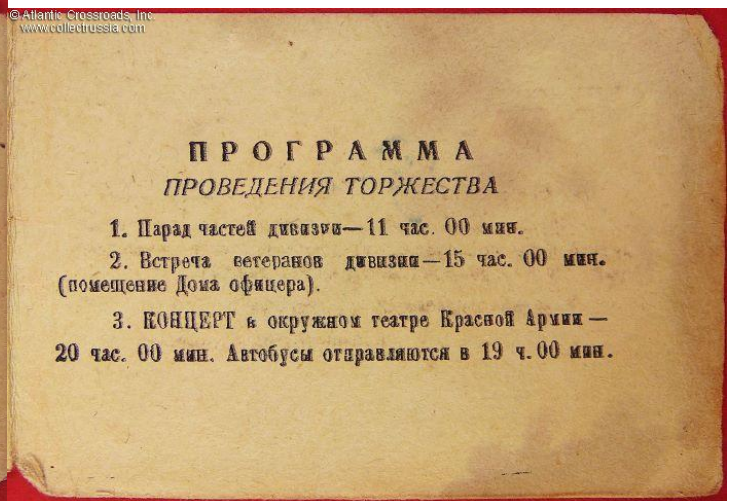 © Atlantic Crossroads, Inc.
www.collectrussia.com
ПРОГРАММА
ПРОВЕДЕНИЯ ТОРЖЕСТВА
1. Парад частей дивизии—11 час. 00 мин.
2. Встреча ветеранов дивизии—15 час. 00 мин.
(помещение Дома офицера).
3. КОНЦЕРТ в окружном театре Красной Армии—
20 час. 00 мин. Автобусы отправляются в 19 ч. 00 мин.